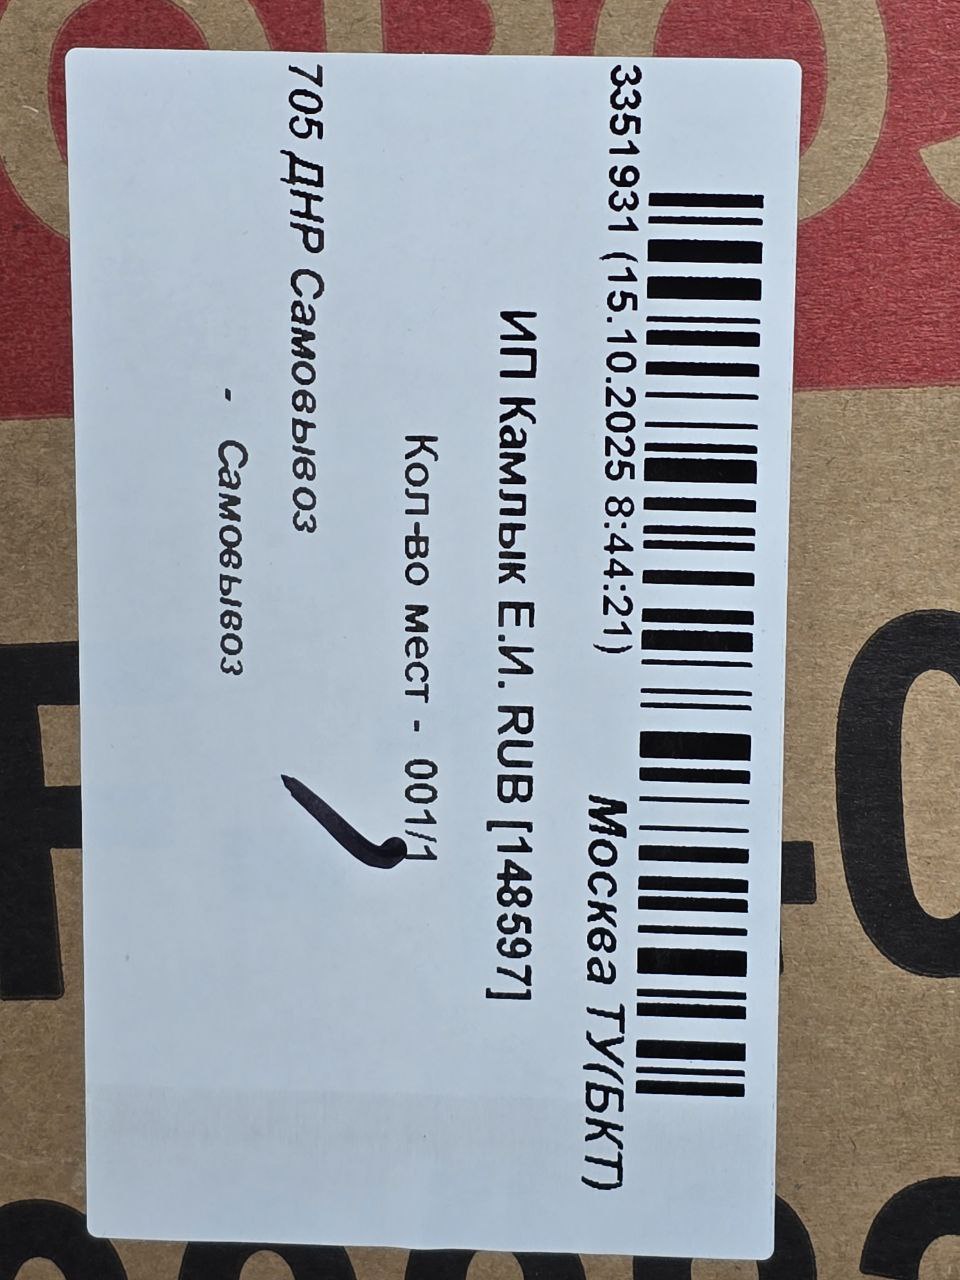 3351931 (15.10.2025 8:44:21) Москва ТУ(БКТ)
ИП Камлык Е.И. RUB [148597]
Кол-во мест - 001/1
705 ДНР Самовывоз
- Самовывоз